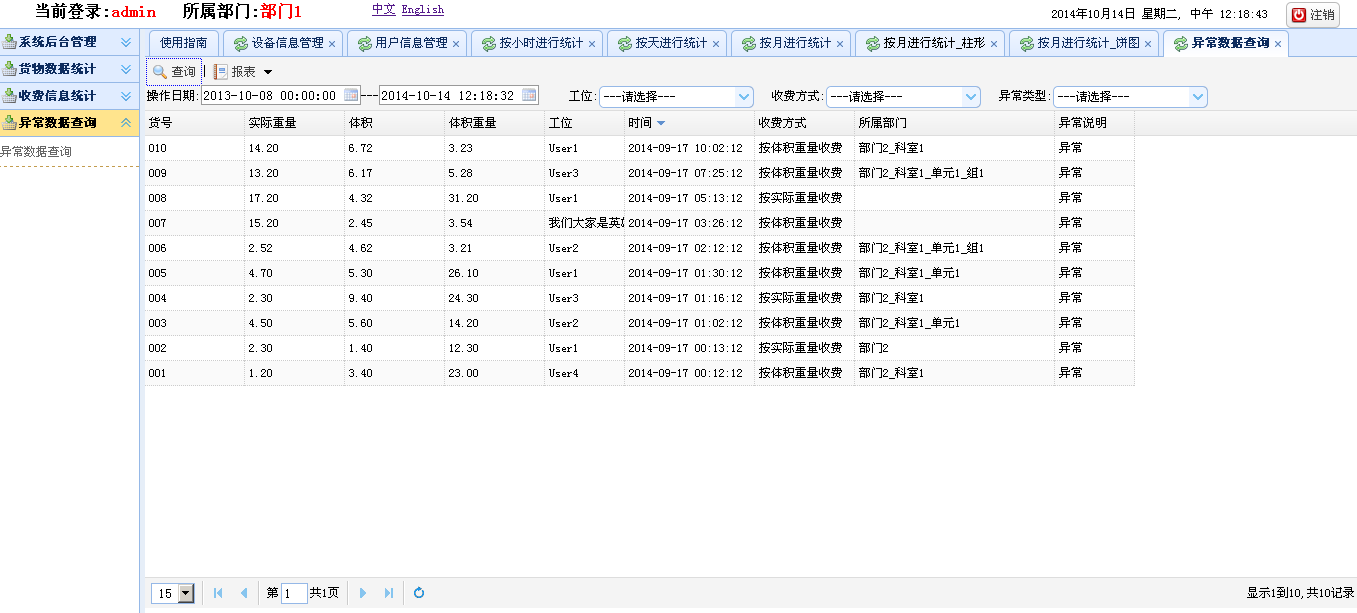 当前登录:admin 所属部门:部门1 中文 English 2014年10月14日 星期二, 中午 12:18:43 注销
系统后台管理
货物数据统计
收费信息统计
异常数据查询
异常数据查询
使用指南 设备信息管理 用户信息管理 按小时进行统计 按天进行统计 按月进行统计 按月进行统计_柱形 按月进行统计_饼图 异常数据查询
查询 报表
操作日期: 2013-10-08 00:00:00 --- 2014-10-14 12:18:32 工位: ---请选择--- 收费方式: ---请选择--- 异常类型: ---请选择---
货号 实际重量 体积 体积重量 工位 时间 收费方式 所属部门 异常说明
010 14.20 6.72 3.23 User1 2014-09-17 10:02:12 按体积重量收费 部门2_科室1 异常
009 13.20 6.17 5.28 User3 2014-09-17 07:25:12 按体积重量收费 部门2_科室1_单元1_组1 异常
008 17.20 4.32 31.20 User1 2014-09-17 05:13:12 按实际重量收费 异常
007 15.20 2.45 3.54 我们大家是英 2014-09-17 03:26:12 按体积重量收费 异常
006 2.52 4.62 3.21 User2 2014-09-17 02:12:12 按体积重量收费 部门2_科室1_单元1_组1 异常
005 4.70 5.30 26.10 User1 2014-09-17 01:30:12 按体积重量收费 部门2_科室1_单元1 异常
004 2.30 9.40 24.30 User3 2014-09-17 01:16:12 按实际重量收费 部门2_科室1 异常
003 4.50 5.60 14.20 User2 2014-09-17 01:02:12 按体积重量收费 部门2_科室1_单元1 异常
002 2.30 1.40 12.30 User1 2014-09-17 00:13:12 按实际重量收费 部门2 异常
001 1.20 3.40 23.00 User4 2014-09-17 00:12:12 按体积重量收费 部门2_科室1 异常
15 第 1 共1页 显示1到10, 共10记录